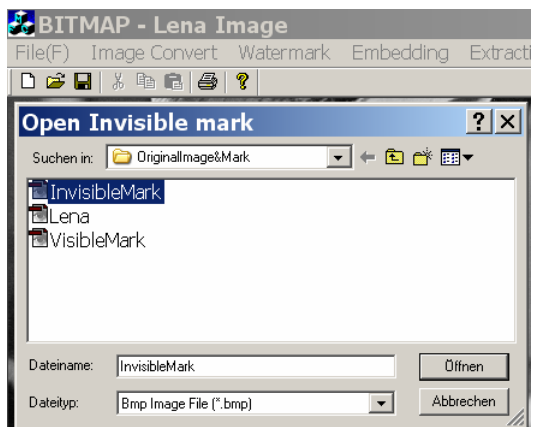 BITMAP - Lena Image
File(F) Image Convert Watermark Embedding Extracti
Open Invisible mark
Suchen in: OriginalImage&Mark
InvisibleMark
Lena
VisibleMark
Dateiname: InvisibleMark Öffnen
Dateityp: Bmp Image File (*.bmp) Abbrechen